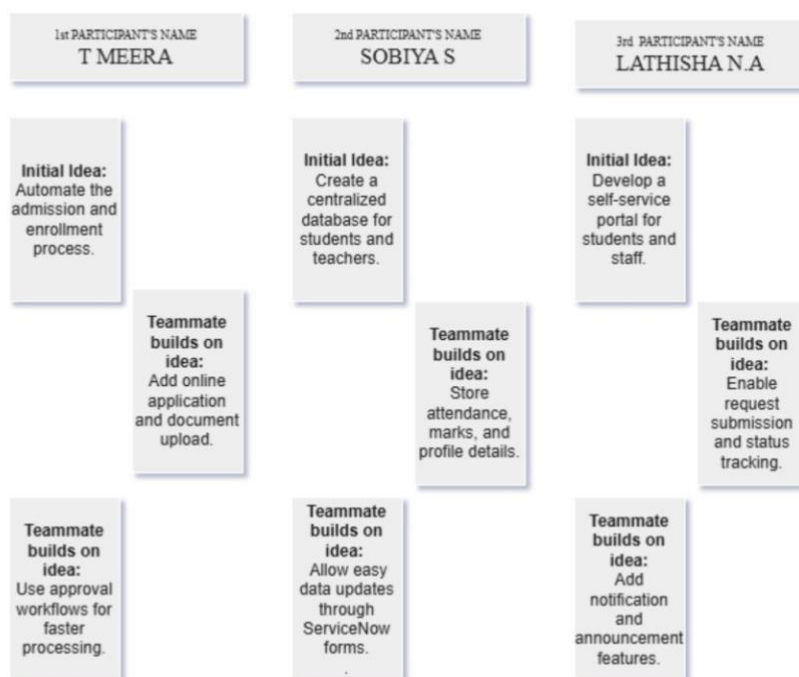 1st PARTICIPANT'S NAME
T MEERA
2nd PARTICIPANT'S NAME
SOBIYA S
3rd PARTICIPANT'S NAME
LATHISHA N.A
Initial Idea:
Automate the
admission and
enrollment
process.
Initial Idea:
Create a
centralized
database for
students and
teachers.
Initial Idea:
Develop a
self-service
portal for
students and
staff.
Teammate
builds on
idea:
Add online
application
and document
upload.
Teammate
builds on
idea:
Store
attendance,
marks, and
profile details.
Teammate
builds on
idea:
Enable
request
submission
and status
tracking.
Teammate
builds on
idea:
Use approval
workflows for
faster
processing.
Teammate
builds on
idea:
Allow easy
data updates
through
ServiceNow
forms.
.
Teammate
builds on
idea:
Add
notification
and
announcement
features.